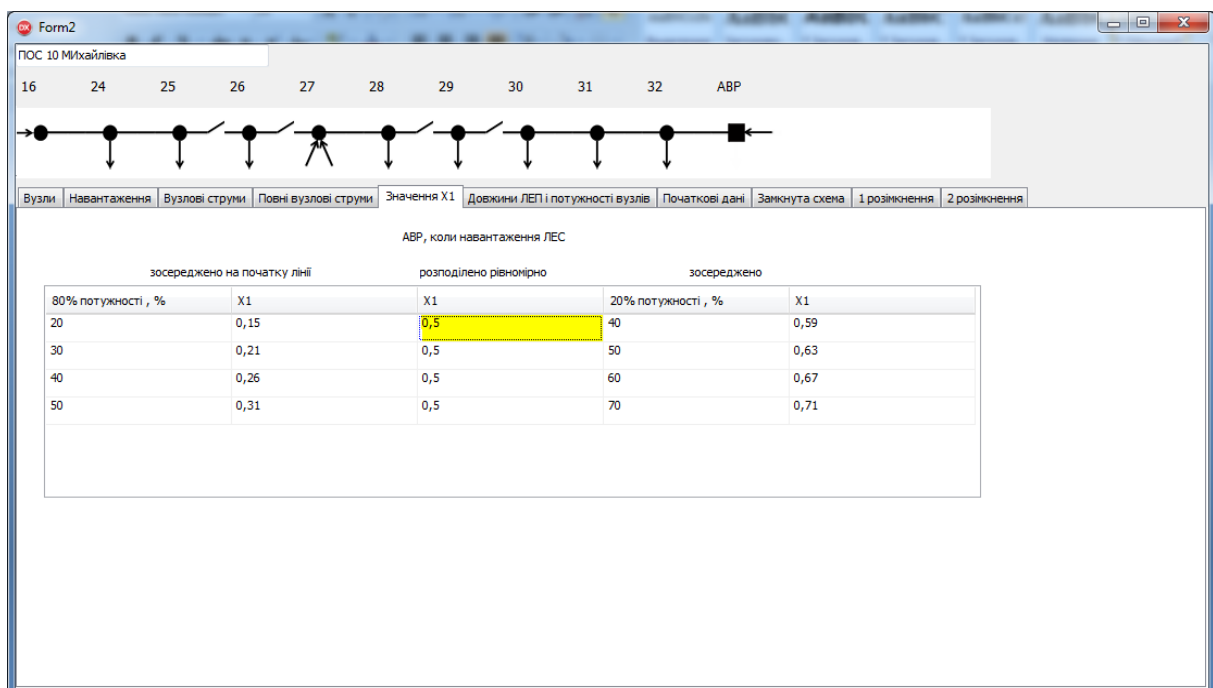 Form2
ПОС 10 МИхайлівка
16 24 25 26 27 28 29 30 31 32 АВР
Вузли Навантаження Вузлові струми Повні вузлові струми Значення X1 Довжини ЛЕП і потужності вузлів Початкові дані Замкнута схема 1 розімкнення 2 розімкнення
АВР, коли навантаження ЛЕС
зосереджено на початку лінії розподілено рівномірно зосереджено
80% потужності , % X1 X1 20% потужності , % X1
20 0,15 0,5 40 0,59
30 0,21 0,5 50 0,63
40 0,26 0,5 60 0,67
50 0,31 0,5 70 0,71